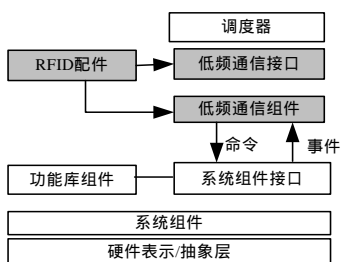 调度器
RFID配件
低频通信接口
低频通信组件
命令
事件
功能库组件
系统组件接口
系统组件
硬件表示/抽象层